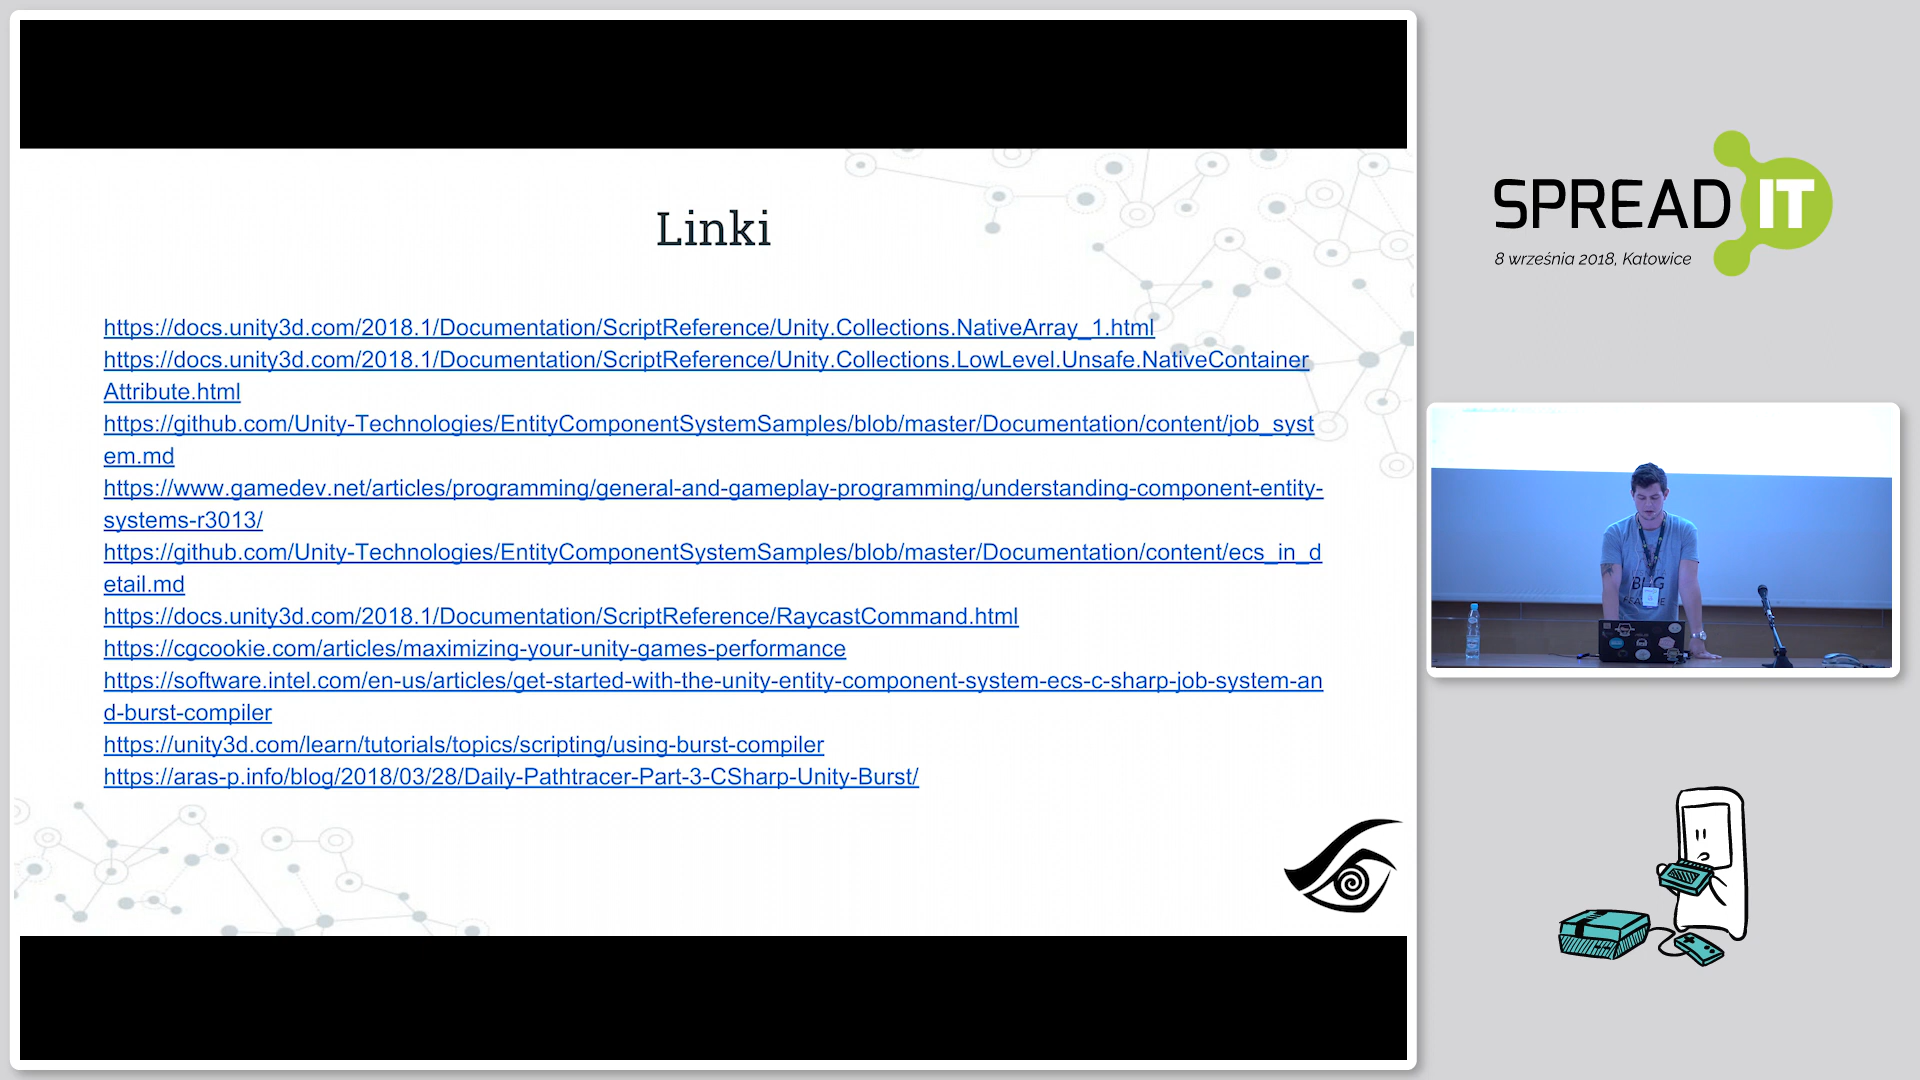 Linki
https://docs.unity3d.com/2018.1/Documentation/ScriptReference/Unity.Collections.NativeArray_1.html
https://docs.unity3d.com/2018.1/Documentation/ScriptReference/Unity.Collections.LowLevel.Unsafe.NativeContainer
Attribute.html
https://github.com/Unity-Technologies/EntityComponentSystemSamples/blob/master/Documentation/content/job_syst
em.md
https://www.gamedev.net/articles/programming/general-and-gameplay-programming/understanding-component-entity-
systems-r3013/
https://github.com/Unity-Technologies/EntityComponentSystemSamples/blob/master/Documentation/content/ecs_in_d
etail.md
https://docs.unity3d.com/2018.1/Documentation/ScriptReference/RaycastCommand.html
https://cgcookie.com/articles/maximizing-your-unity-games-performance
https://software.intel.com/en-us/articles/get-started-with-the-unity-entity-component-system-ecs-c-sharp-job-system-an
d-burst-compiler
https://unity3d.com/learn/tutorials/topics/scripting/using-burst-compiler
https://aras-p.info/blog/2018/03/28/Daily-Pathtracer-Part-3-CSharp-Unity-Burst/
SPREAD IT
8 września 2018, Katowice